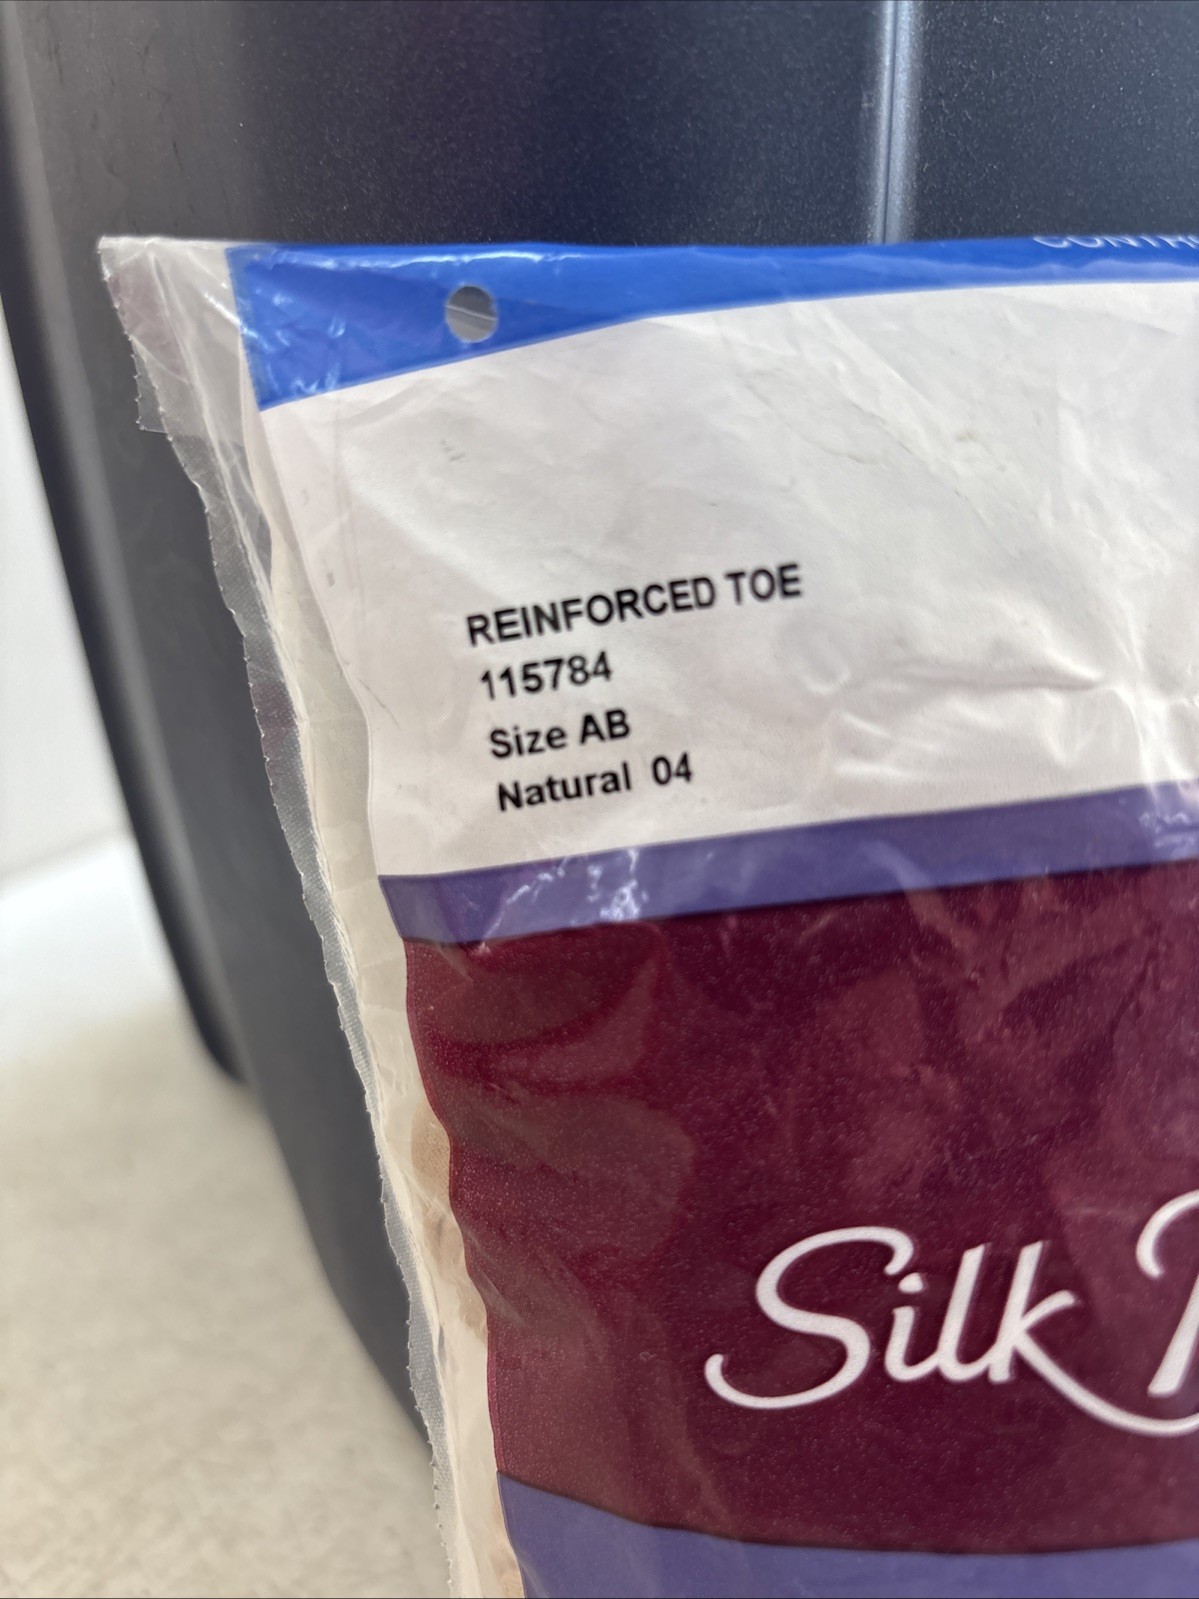 REINFORCED TOE
115784
Size AB
Natural 04
Silk